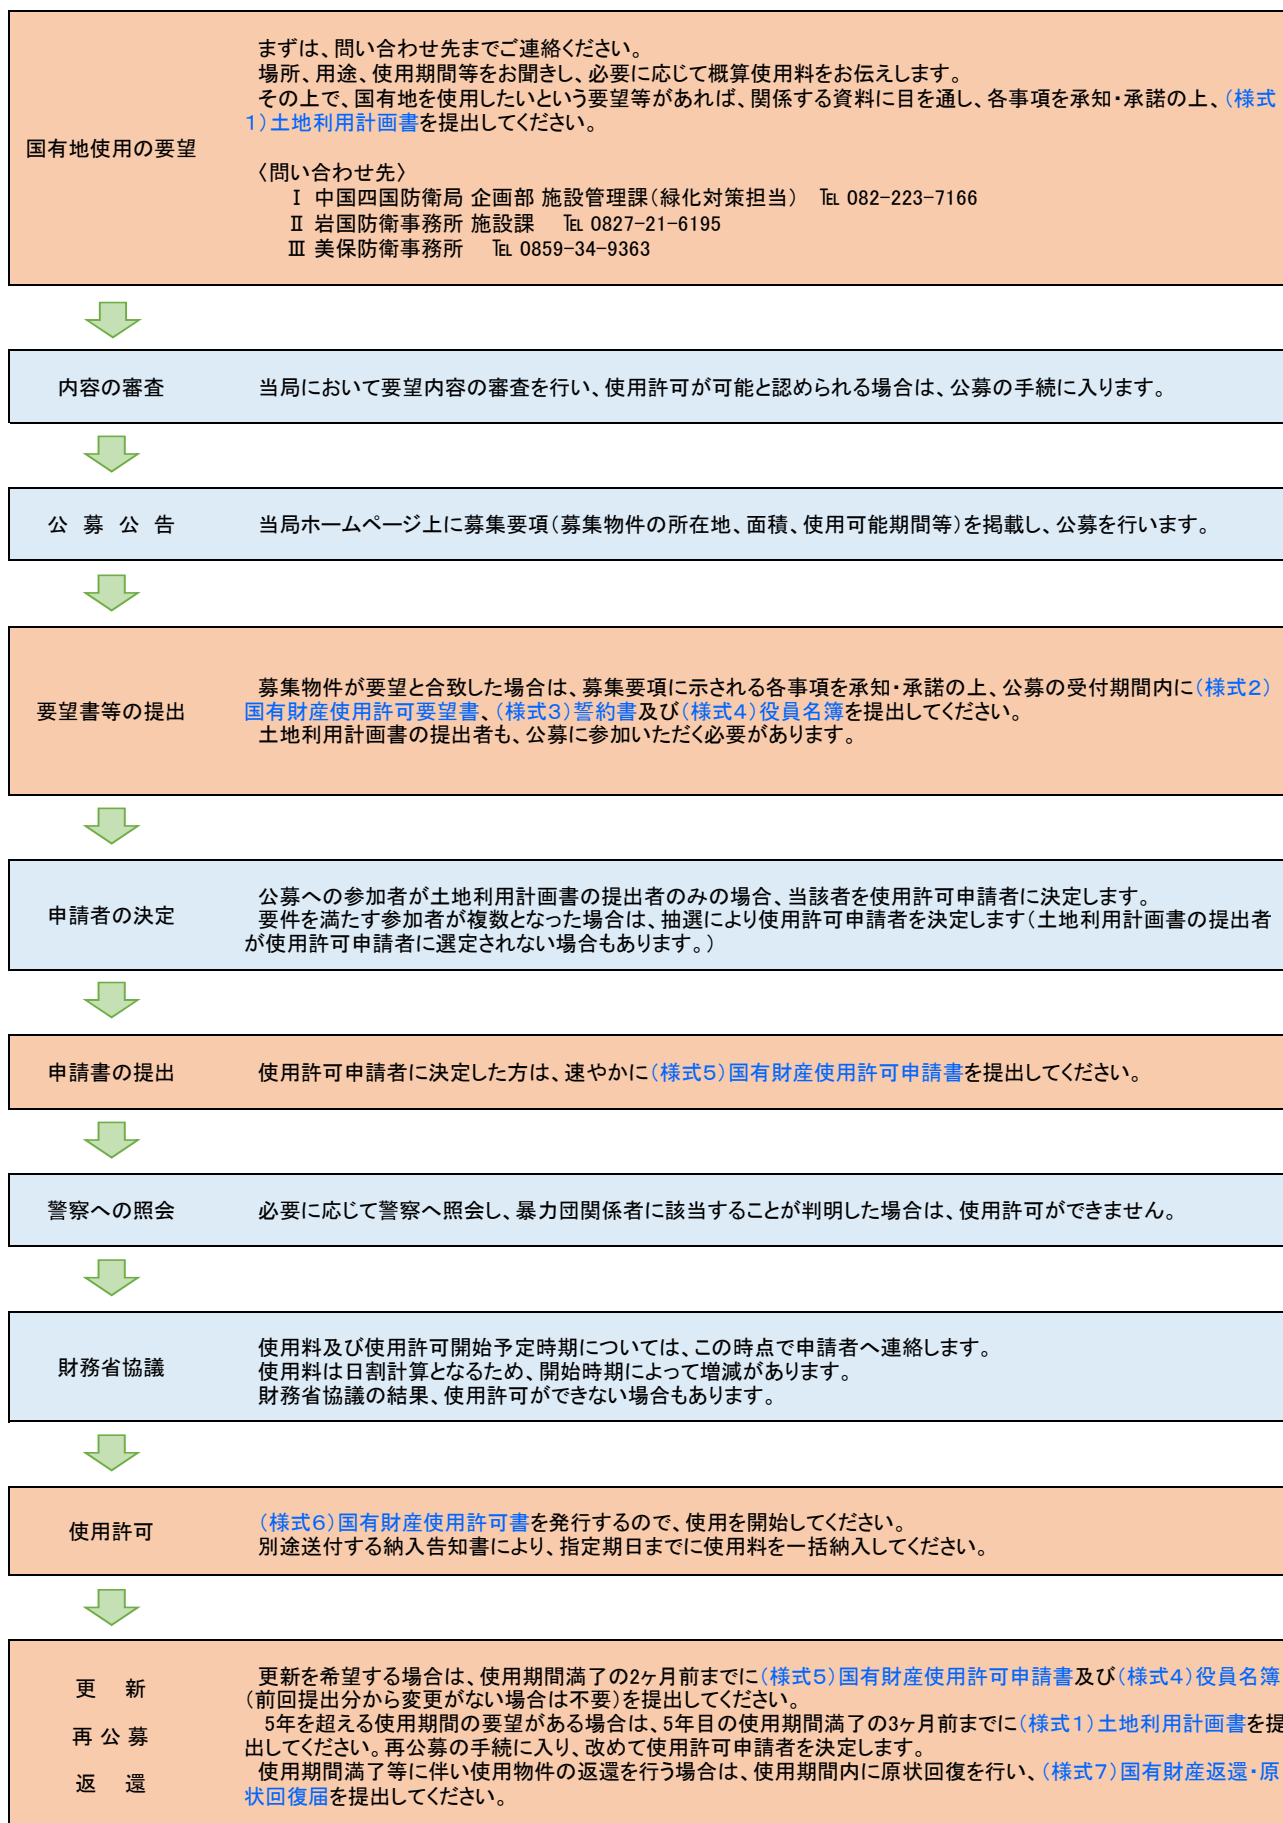 国有地使用の要望
まずは、問い合わせ先までご連絡ください。
場所、用途、使用期間等をお聞きし、必要に応じて概算使用料をお伝えします。
その上で、国有地を使用したいという要望等があれば、関係する資料に目を通し、各事項を承知・承諾の上、(様式
1)土地利用計画書を提出してください。
〈問い合わせ先〉
Ⅰ 中国四国防衛局 企画部 施設管理課(緑化対策担当) ℡ 082-223-7166
Ⅱ 岩国防衛事務所 施設課 ℡ 0827-21-6195
Ⅲ 美保防衛事務所 ℡ 0859-34-9363
内容の審査
当局において要望内容の審査を行い、使用許可が可能と認められる場合は、公募の手続に入ります。
公 募 公 告
当局ホームページ上に募集要項(募集物件の所在地、面積、使用可能期間等)を掲載し、公募を行います。
要望書等の提出
募集物件が要望と合致した場合は、募集要項に示される各事項を承知・承諾の上、公募の受付期間内に(様式2)
国有財産使用許可要望書、(様式3)誓約書及び(様式4)役員名簿を提出してください。
土地利用計画書の提出者も、公募に参加いただく必要があります。
申請者の決定
公募への参加者が土地利用計画書の提出者のみの場合、当該者を使用許可申請者に決定します。
要件を満たす参加者が複数となった場合は、抽選により使用許可申請者を決定します(土地利用計画書の提出者
が使用許可申請者に選定されない場合もあります。)
申請書の提出
使用許可申請者に決定した方は、速やかに(様式5)国有財産使用許可申請書を提出してください。
警察への照会
必要に応じて警察へ照会し、暴力団関係者に該当することが判明した場合は、使用許可ができません。
財務省協議
使用料及び使用許可開始予定時期については、この時点で申請者へ連絡します。
使用料は日割計算となるため、開始時期によって増減があります。
財務省協議の結果、使用許可ができない場合もあります。
使用許可
(様式6)国有財産使用許可書を発行するので、使用を開始してください。
別途送付する納入告知書により、指定期日までに使用料を一括納入してください。
更 新
再 公 募
返 還
更新を希望する場合は、使用期間満了の2ヶ月前までに(様式5)国有財産使用許可申請書及び(様式4)役員名簿
(前回提出分から変更がない場合は不要)を提出してください。
5年を超える使用期間の要望がある場合は、5年目の使用期間満了の3ヶ月前までに(様式1)土地利用計画書を提
出してください。再公募の手続に入り、改めて使用許可申請者を決定します。
使用期間満了等に伴い使用物件の返還を行う場合は、使用期間内に原状回復を行い、(様式7)国有財産返還・原
状回復届を提出してください。